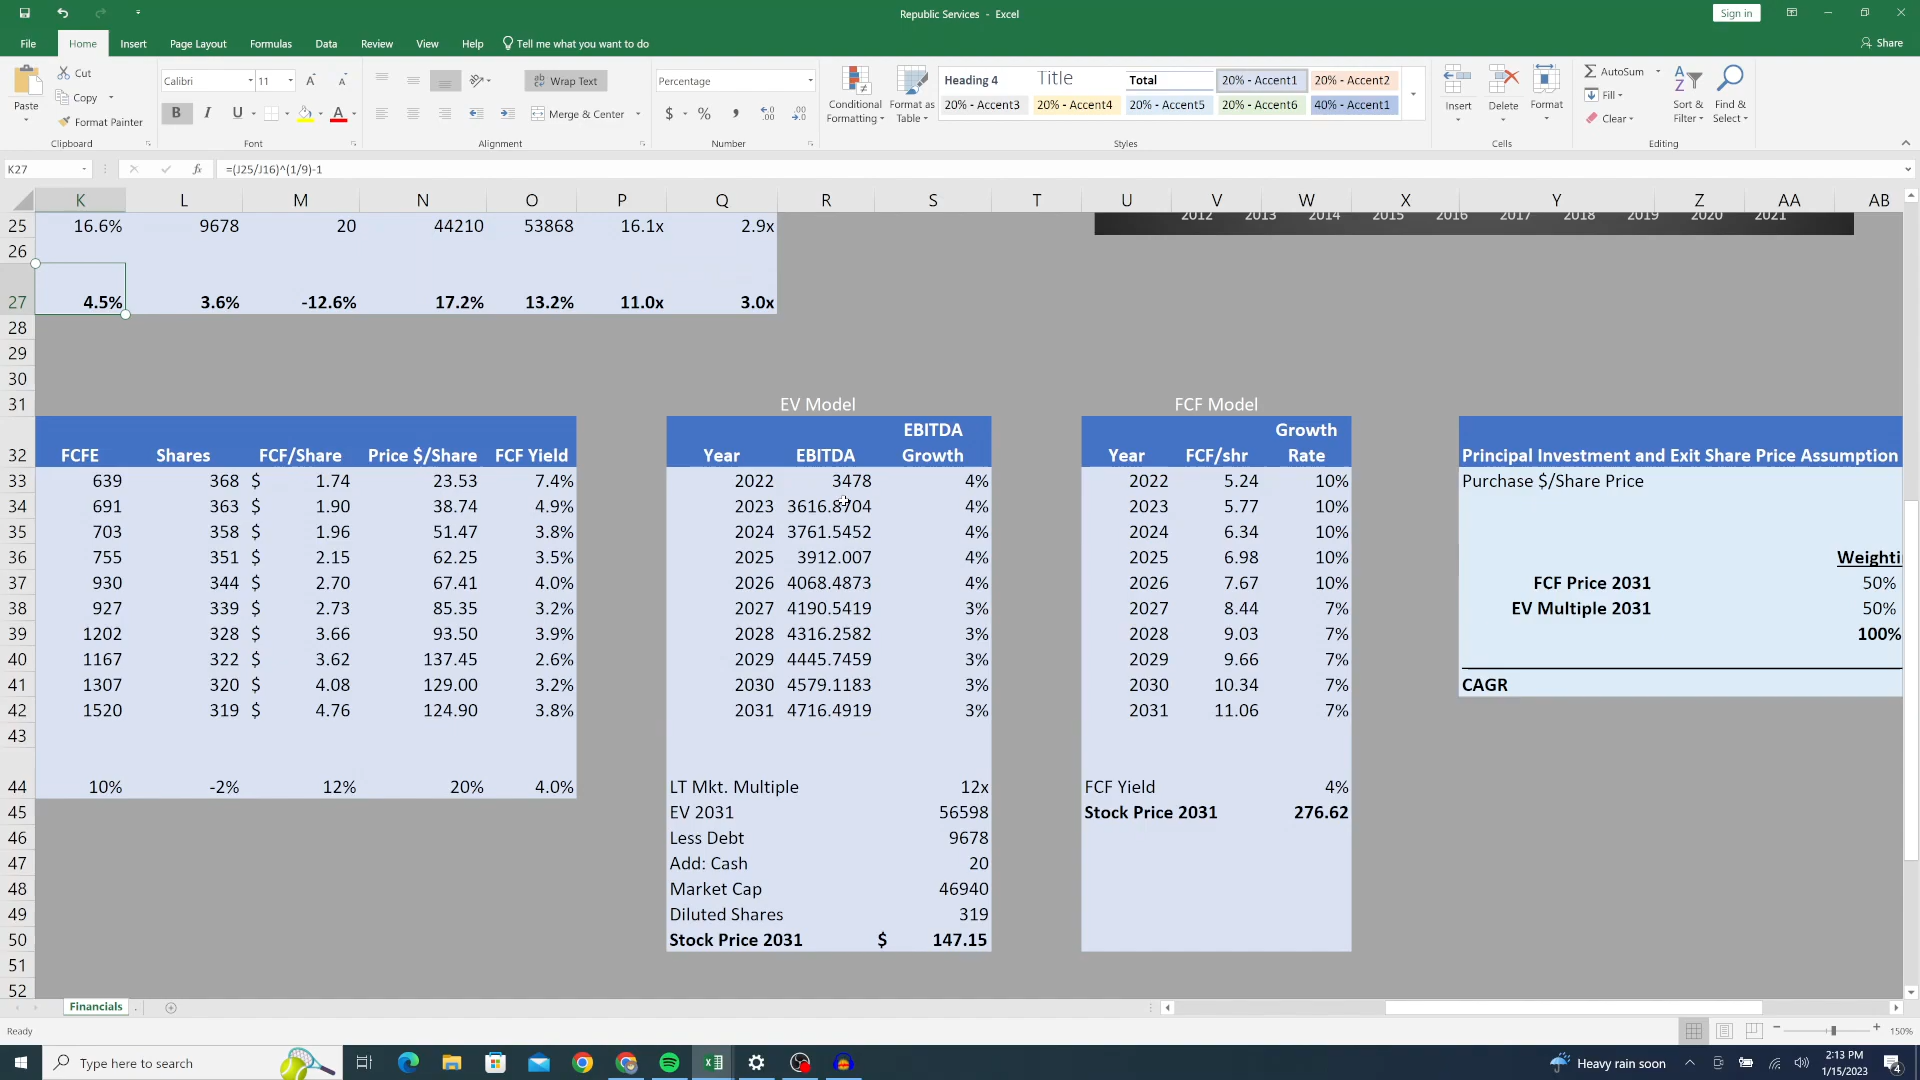 Republic Services - Excel
Sign in
File Home Insert Page Layout Formulas Data Review View Help Tell me what you want to do Share
Paste Cut Copy Format Painter Clipboard
Calibri 11 A A B I U A Font
Wrap Text Merge & Center Alignment
Percentage $ % , Number
Conditional Formatting Format as Table
Heading 4 Title Total 20% - Accent1 20% - Accent2
20% - Accent3 20% - Accent4 20% - Accent5 20% - Accent6 40% - Accent1
Styles
Insert Delete Format Cells
AutoSum Fill Clear Sort & Filter Find & Select Editing
K27 fx =(J25/J16)^(1/9)-1
K L M N O P Q R S T U V W X Y Z AA AB
25 16.6% 9678 20 44210 53868 16.1x 2.9x 2012 2013 2014 2015 2016 2017 2018 2019 2020 2021
26
27 4.5% 3.6% -12.6% 17.2% 13.2% 11.0x 3.0x
28
29
30
31 EV Model FCF Model
32 FCFE Shares FCF/Share Price $/Share FCF Yield Year EBITDA EBITDA Growth Year FCF/shr Growth Rate Principal Investment and Exit Share Price Assumption
33 639 368 $ 1.74 23.53 7.4% 2022 3478 4% 2022 5.24 10% Purchase $/Share Price
34 691 363 $ 1.90 38.74 4.9% 2023 3616.8704 4% 2023 5.77 10%
35 703 358 $ 1.96 51.47 3.8% 2024 3761.5452 4% 2024 6.34 10%
36 755 351 $ 2.15 62.25 3.5% 2025 3912.007 4% 2025 6.98 10% Weighti
37 930 344 $ 2.70 67.41 4.0% 2026 4068.4873 4% 2026 7.67 10% FCF Price 2031 50%
38 927 339 $ 2.73 85.35 3.2% 2027 4190.5419 3% 2027 8.44 7% EV Multiple 2031 50%
39 1202 328 $ 3.66 93.50 3.9% 2028 4316.2582 3% 2028 9.03 7% 100%
40 1167 322 $ 3.62 137.45 2.6% 2029 4445.7459 3% 2029 9.66 7%
41 1307 320 $ 4.08 129.00 3.2% 2030 4579.1183 3% 2030 10.34 7% CAGR
42 1520 319 $ 4.76 124.90 3.8% 2031 4716.4919 3% 2031 11.06 7%
43
44 10% -2% 12% 20% 4.0% LT Mkt. Multiple 12x FCF Yield 4%
45 EV 2031 56598 Stock Price 2031 276.62
46 Less Debt 9678
47 Add: Cash 20
48 Market Cap 46940
49 Diluted Shares 319
50 Stock Price 2031 $ 147.15
51
52
Financials
Ready 150%
Type here to search Heavy rain soon 2:13 PM
1/15/2023 4